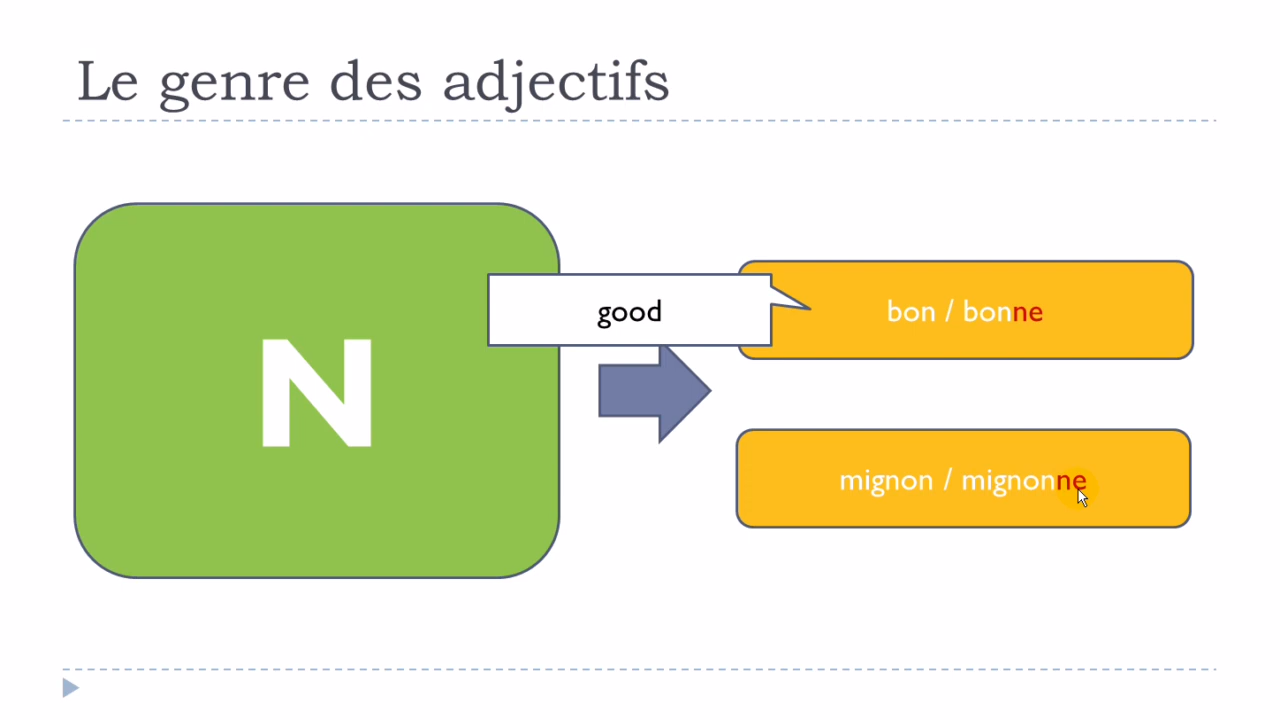 Le genre des adjectifs
N
good
bon / bonne
mignon / mignonne